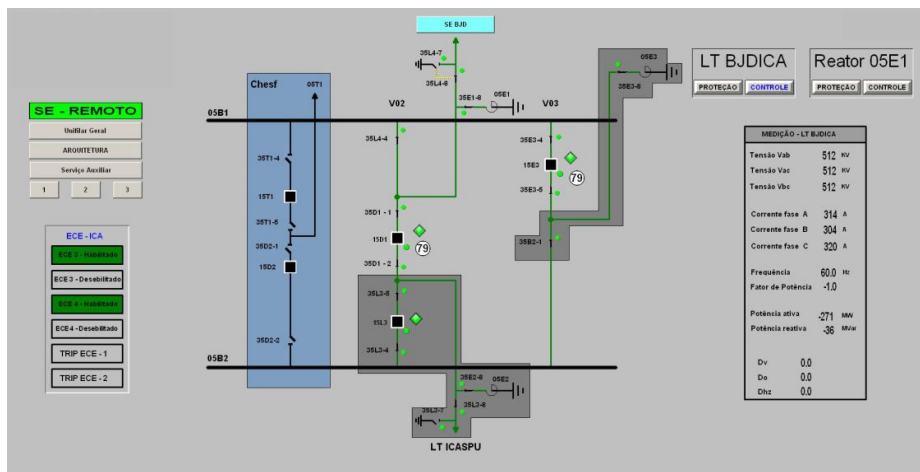 SE BJD
35L4-7
35L4-8
35E1-8
05E1
Chesf
05T1
V02
V03
05E3
35E3-8
LT BJDICA
PROTEÇÃO
CONTROLE
Reator 05E1
PROTEÇÃO
CONTROLE
SE - REMOTO
Unifilar Geral
ARQUITETURA
Serviço Auxiliar
1
2
3
05B1
35T1-4
15T1
35T1-5
35D2-1
15D2
35D2-2
05B2
35L4-4
35D1 - 1
15D1
79
35D1 - 2
35L3-5
15L3
35L3-4
35E3-4
15E3
79
35E3-5
35B2-1
35E2-8
05E2
35L3-7
35L3-8
LT ICASPU
ECE - ICA
ECE 3 - Habilitado
ECE 3 - Desebilitado
ECE 4 - Habilitado
ECE4 - Desebilitado
TRIP ECE - 1
TRIP ECE - 2
MEDIÇÃO - LT BJDICA
Tensão Vab 512 KV
Tensão Vac 512 KV
Tensão Vbc 512 KV
Corrente fase A 314 A
Corrente fase B 304 A
Corrente fase C 320 A
Frequência 60.0 Hz
Fator de Potência -1.0
Potência ativa -271 MW
Potência reativa -36 MVar
Dv 0.0
Do 0.0
Dhz 0.0